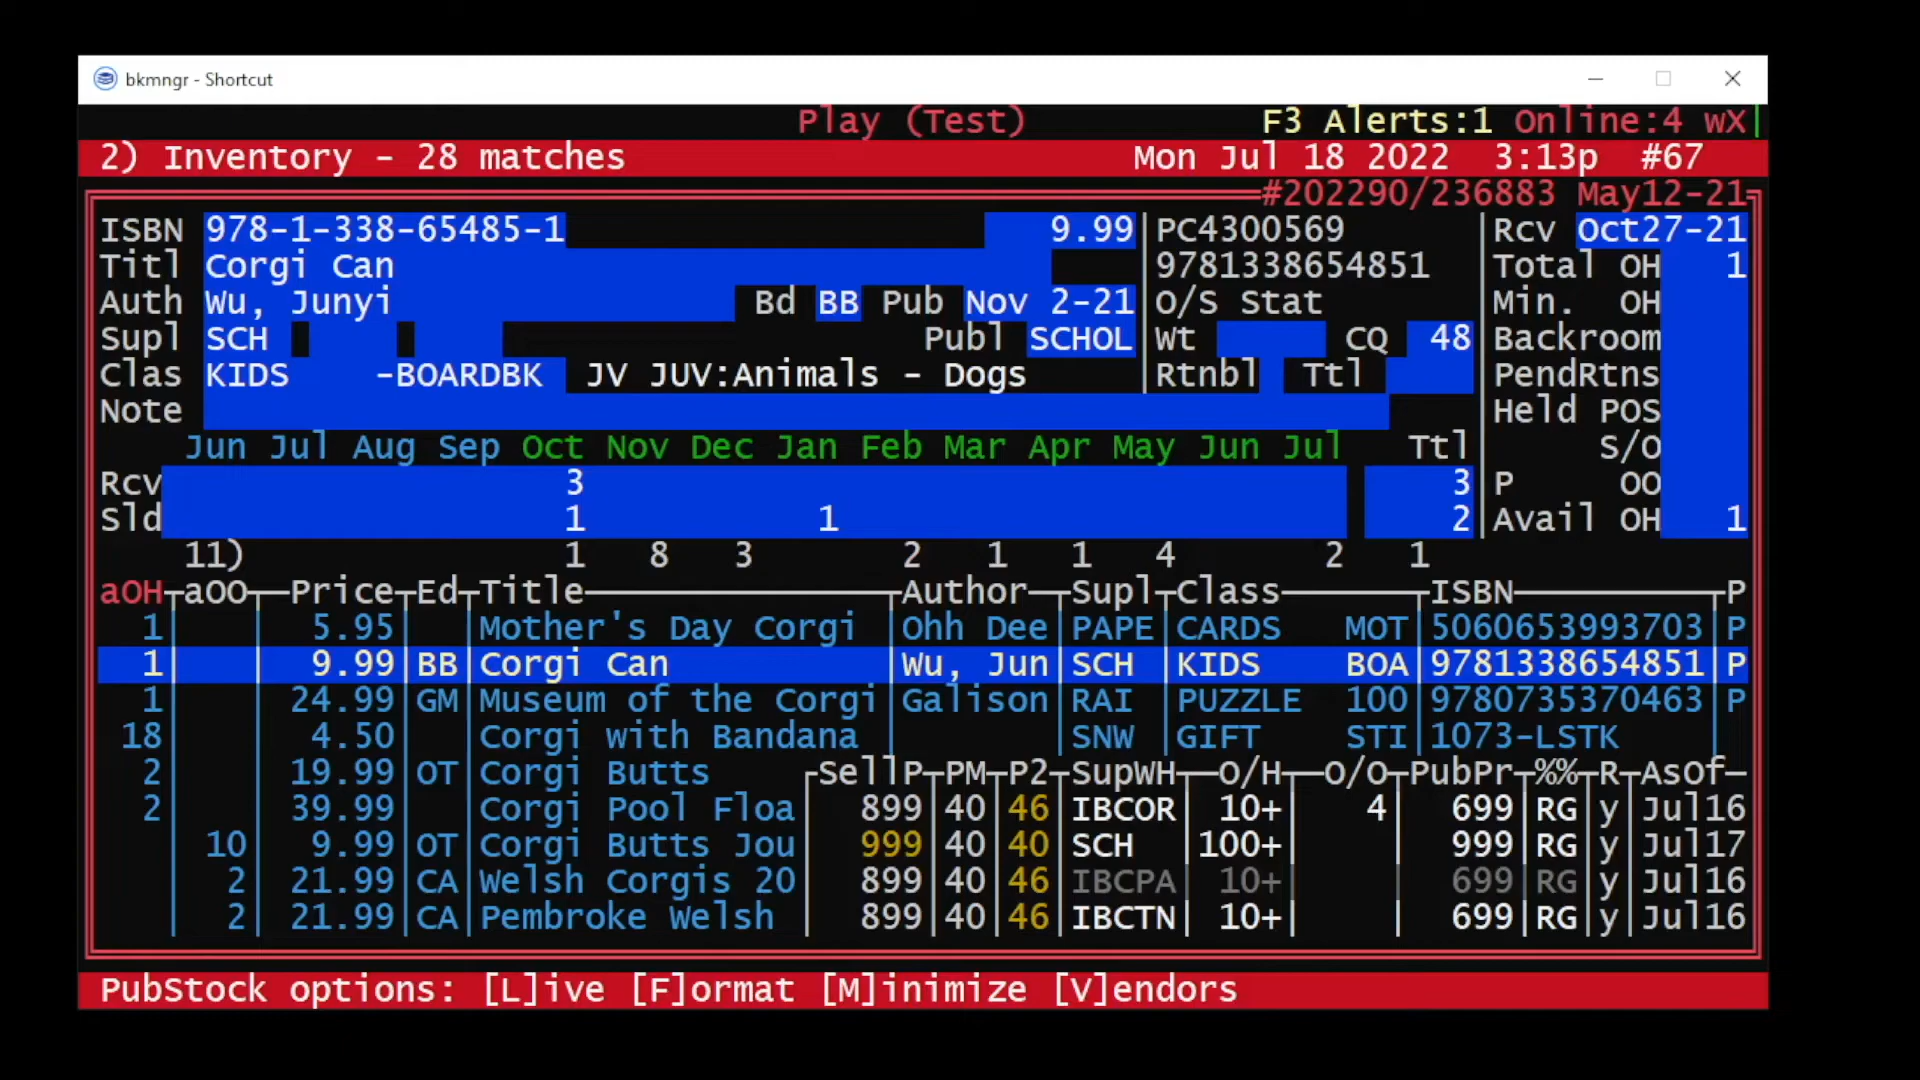 bkmngr - Shortcut
Play (Test) F3 Alerts:1 Online:4 wX
2) Inventory - 28 matches Mon Jul 18 2022 3:13p #67
#202290/236883 May12-21
ISBN 978-1-338-65485-1 9.99 PC4300569 Rcv Oct27-21
Titl Corgi Can 9781338654851 Total OH 1
Auth Wu, Junyi Bd BB Pub Nov 2-21 O/S Stat Min. OH
Supl SCH Publ SCHOL Wt CQ 48 Backroom
Clas KIDS -BOARDBK JV JUV:Animals - Dogs Rtnbl Ttl PendRtns
Note Held POS
Jun Jul Aug Sep Oct Nov Dec Jan Feb Mar Apr May Jun Jul Ttl S/O
Rcv 3 3 P OO
Sld 1 1 2 Avail OH 1
11) 1 8 3 2 1 1 4 2 1
aOH aOO Price Ed Title Author Supl Class ISBN P
1 5.95 Mother's Day Corgi Ohh Dee PAPE CARDS MOT 5060653993703 P
1 9.99 BB Corgi Can Wu, Jun SCH KIDS BOA 9781338654851 P
1 24.99 GM Museum of the Corgi Galison RAI PUZZLE 100 9780735370463 P
18 4.50 Corgi with Bandana SNW GIFT STI 1073-LSTK
2 19.99 OT Corgi Butts SellP PM P2 SupWH O/H O/O PubPr %% R AsOf
2 39.99 Corgi Pool Floa 899 40 46 IBCOR 10+ 4 699 RG y Jul16
10 9.99 OT Corgi Butts Jou 999 40 40 SCH 100+ 999 RG y Jul17
2 21.99 CA Welsh Corgis 20 899 40 46 IBCPA 10+ 699 RG y Jul16
2 21.99 CA Pembroke Welsh 899 40 46 IBCTN 10+ 699 RG y Jul16
PubStock options: [L]ive [F]ormat [M]inimize [V]endors